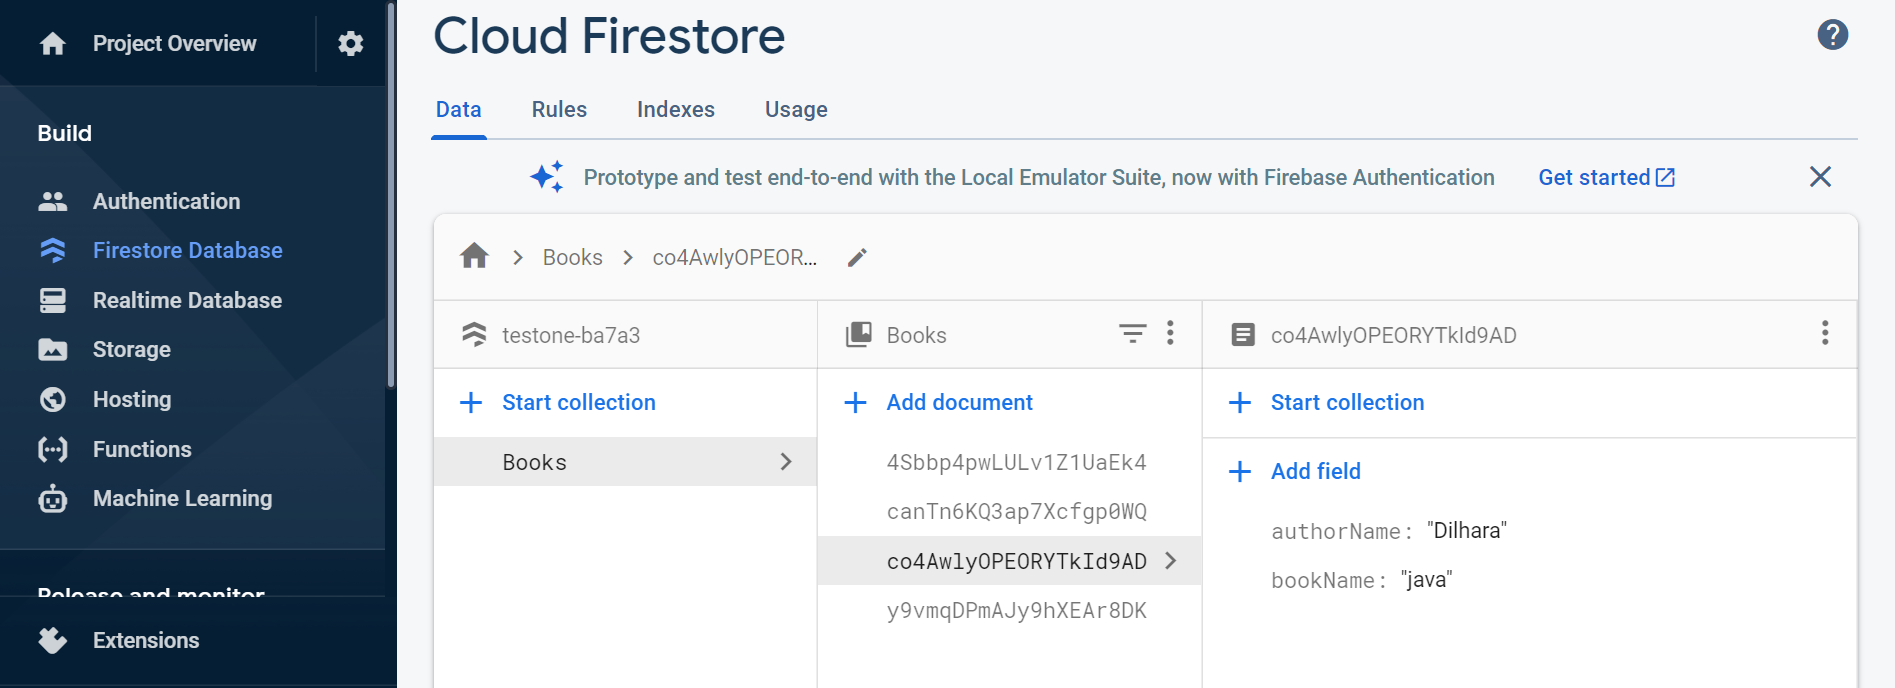 Project Overview
Build
Authentication
Firestore Database
Realtime Database
Storage
Hosting
Functions
Machine Learning
Release and monitor
Extensions
Cloud Firestore
Data Rules Indexes Usage
Prototype and test end-to-end with the Local Emulator Suite, now with Firebase Authentication Get started
Books co4AwlyOPEOR...
testone-ba7a3
Start collection
Books
Books
Add document
4Sbbp4pwLULv1Z1UaEk4
canTn6KQ3ap7Xcfgp0WQ
co4AwlyOPEORYTkId9AD
y9vmqDPmAJy9hXEAr8DK
co4AwlyOPEORYTkId9AD
Start collection
Add field
authorName: "Dilhara"
bookName: "java"